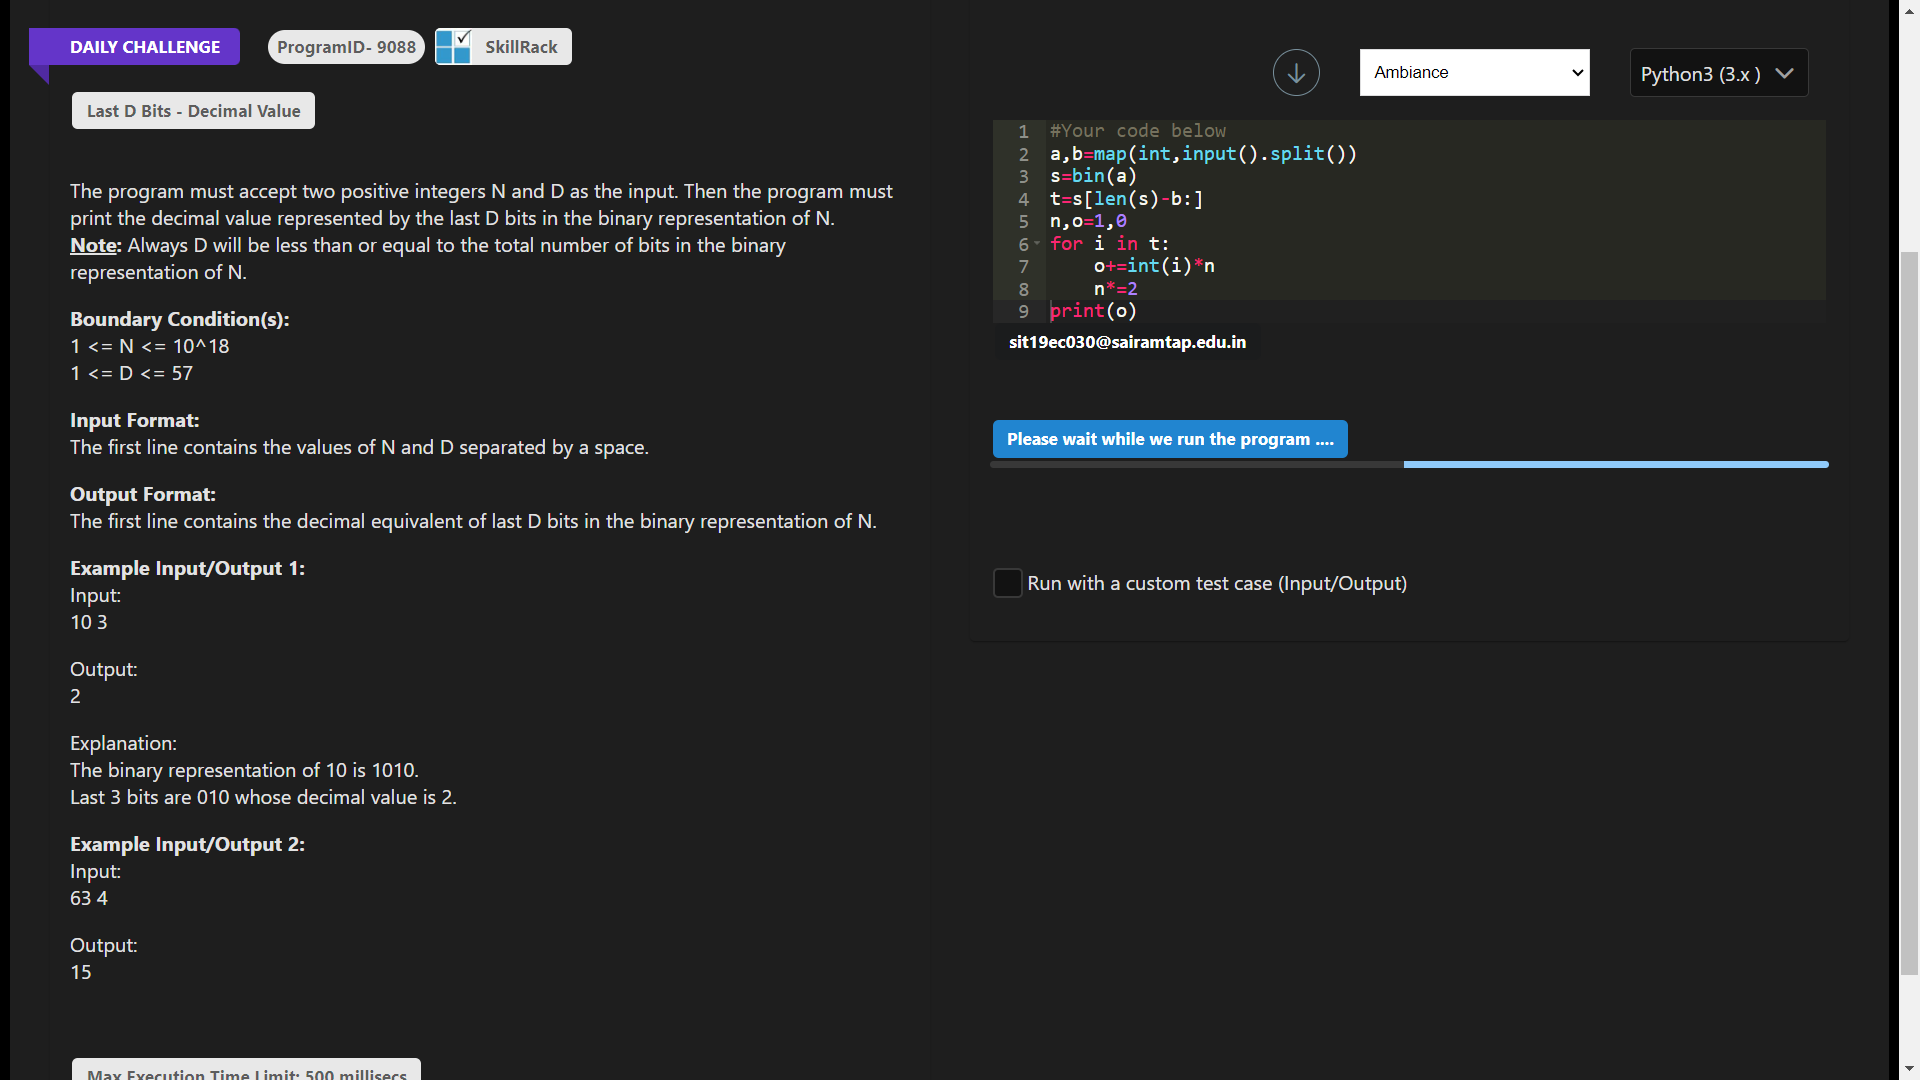 DAILY CHALLENGE
ProgramID- 9088
SkillRack
Last D Bits - Decimal Value
The program must accept two positive integers N and D as the input. Then the program must
print the decimal value represented by the last D bits in the binary representation of N.
Note: Always D will be less than or equal to the total number of bits in the binary
representation of N.
Boundary Condition(s):
1 <= N <= 10^18
1 <= D <= 57
Input Format:
The first line contains the values of N and D separated by a space.
Output Format:
The first line contains the decimal equivalent of last D bits in the binary representation of N.
Example Input/Output 1:
Input:
10 3
Output:
2
Explanation:
The binary representation of 10 is 1010.
Last 3 bits are 010 whose decimal value is 2.
Example Input/Output 2:
Input:
63 4
Output:
15
Max Execution Time Limit: 500 millisecs
Ambiance
Python3 (3.x )
1 #Your code below
2 a,b=map(int,input().split())
3 s=bin(a)
4 t=s[len(s)-b:]
5 n,o=1,0
6 for i in t:
7     o+=int(i)*n
8     n*=2
9 print(o)
sit19ec030@sairamtap.edu.in
Please wait while we run the program ....
Run with a custom test case (Input/Output)